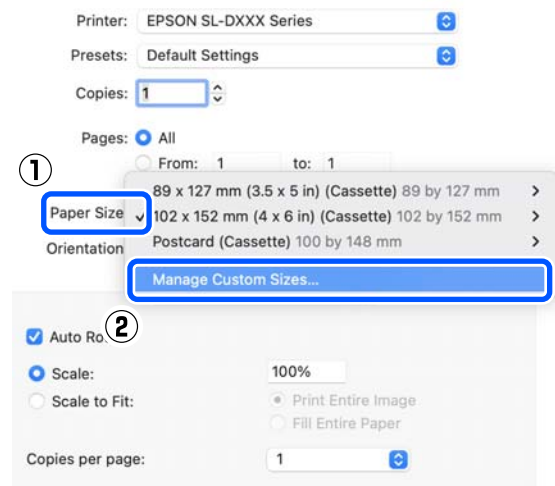 Printer: EPSON SL-DXXX Series
Presets: Default Settings
Copies: 1
Pages: All
From: 1 to: 1
1
89 x 127 mm (3.5 x 5 in) (Cassette) 89 by 127 mm
Paper Size ✓ 102 x 152 mm (4 x 6 in) (Cassette) 102 by 152 mm
Orientation Postcard (Cassette) 100 by 148 mm
Manage Custom Sizes...
2
Auto Ro
Scale: 100%
Scale to Fit: Print Entire Image
Fill Entire Paper
Copies per page: 1